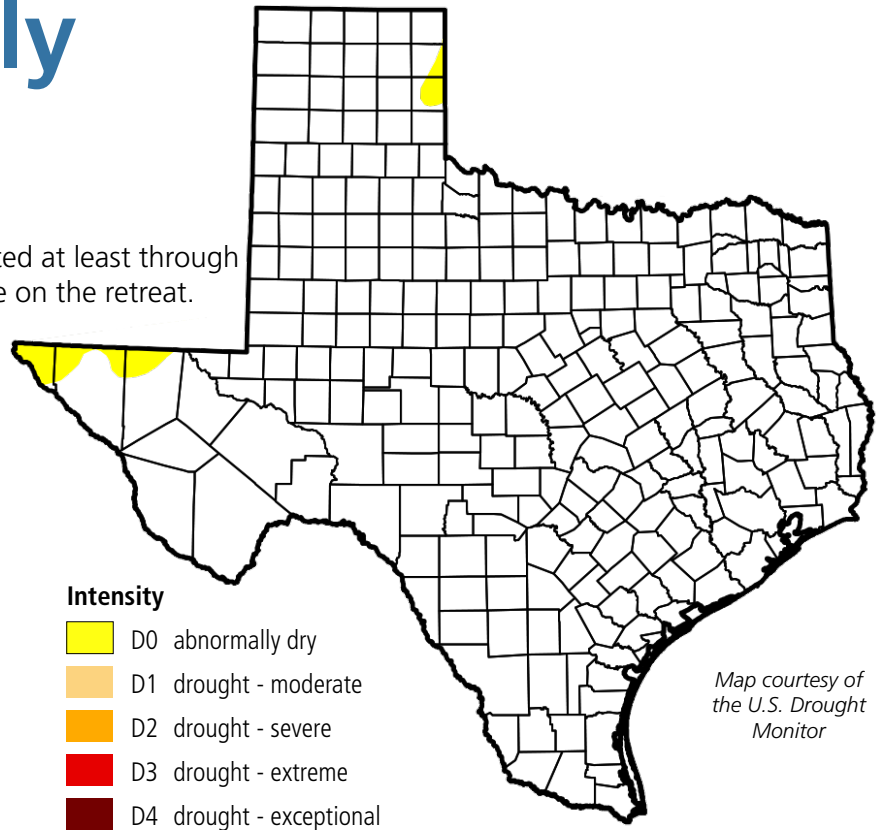 ly
ted at least through
e on the retreat.
Intensity
D0 abnormally dry
D1 drought - moderate
D2 drought - severe
D3 drought - extreme
D4 drought - exceptional
Map courtesy of
the U.S. Drought
Monitor